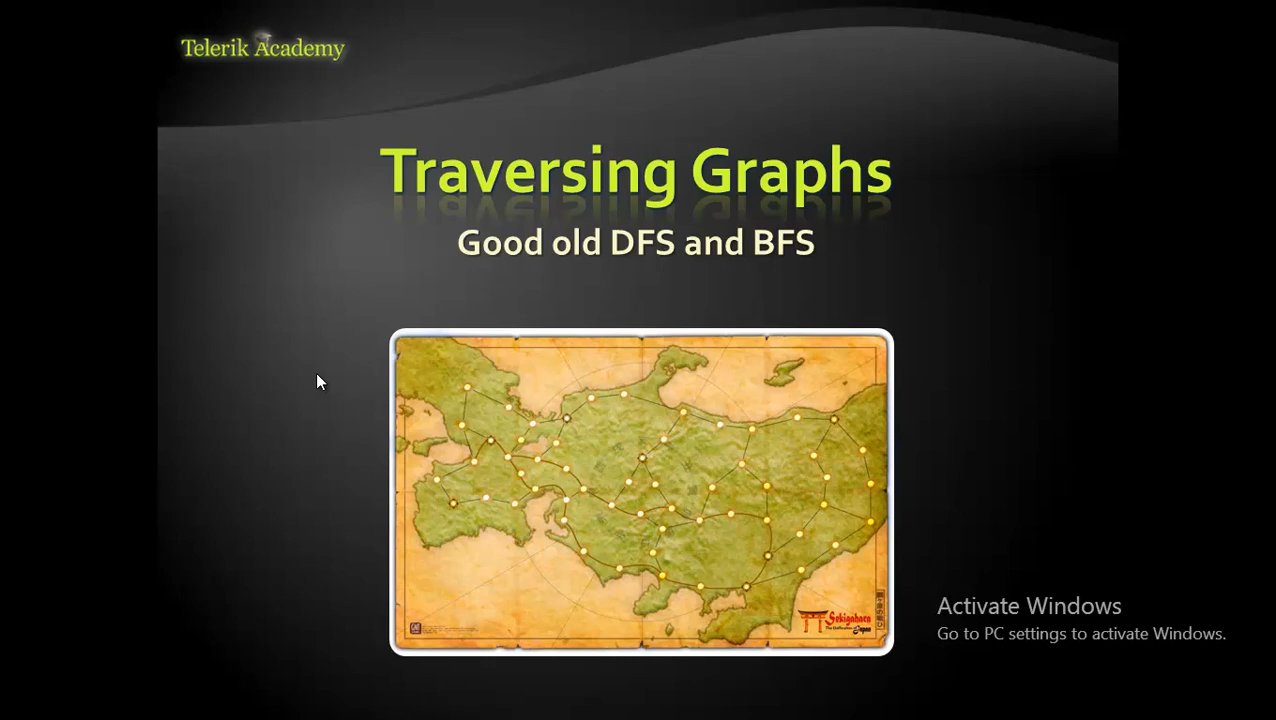 Telerik Academy
Traversing Graphs
Good old DFS and BFS
Sekigahara
Activate Windows
Go to PC settings to activate Windows.